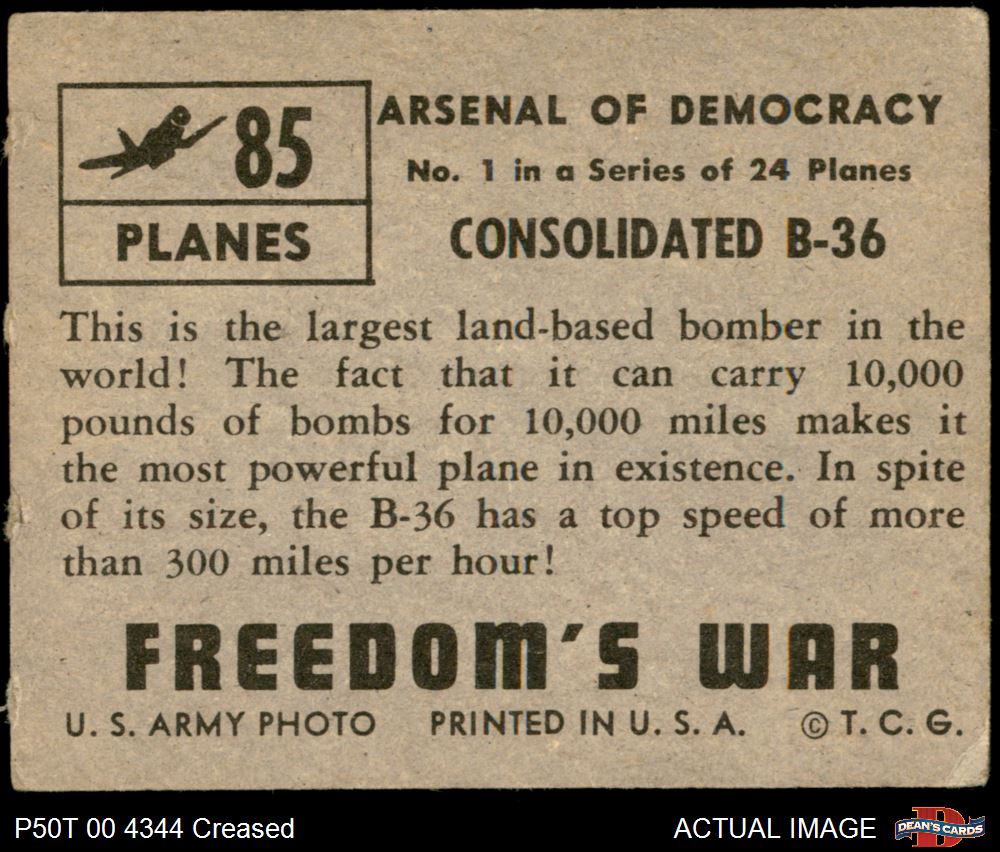 85
PLANES
ARSENAL OF DEMOCRACY
No. 1 in a Series of 24 Planes
CONSOLIDATED B-36
This is the largest land-based bomber in the
world! The fact that it can carry 10,000
pounds of bombs for 10,000 miles makes it
the most powerful plane in existence. In spite
of its size, the B-36 has a top speed of more
than 300 miles per hour!
FREEDOM'S WAR
U. S. ARMY PHOTO PRINTED IN U. S. A. © T. C. G.
P50T 00 4344 Creased ACTUAL IMAGE D DEAN'S CARDS